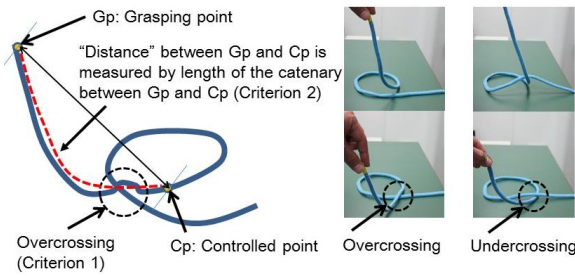 Gp: Grasping point
“Distance” between Gp and Cp is
measured by length of the catenary
between Gp and Cp (Criterion 2)
Overcrossing
(Criterion 1)
Cp: Controlled point
Overcrossing
Undercrossing